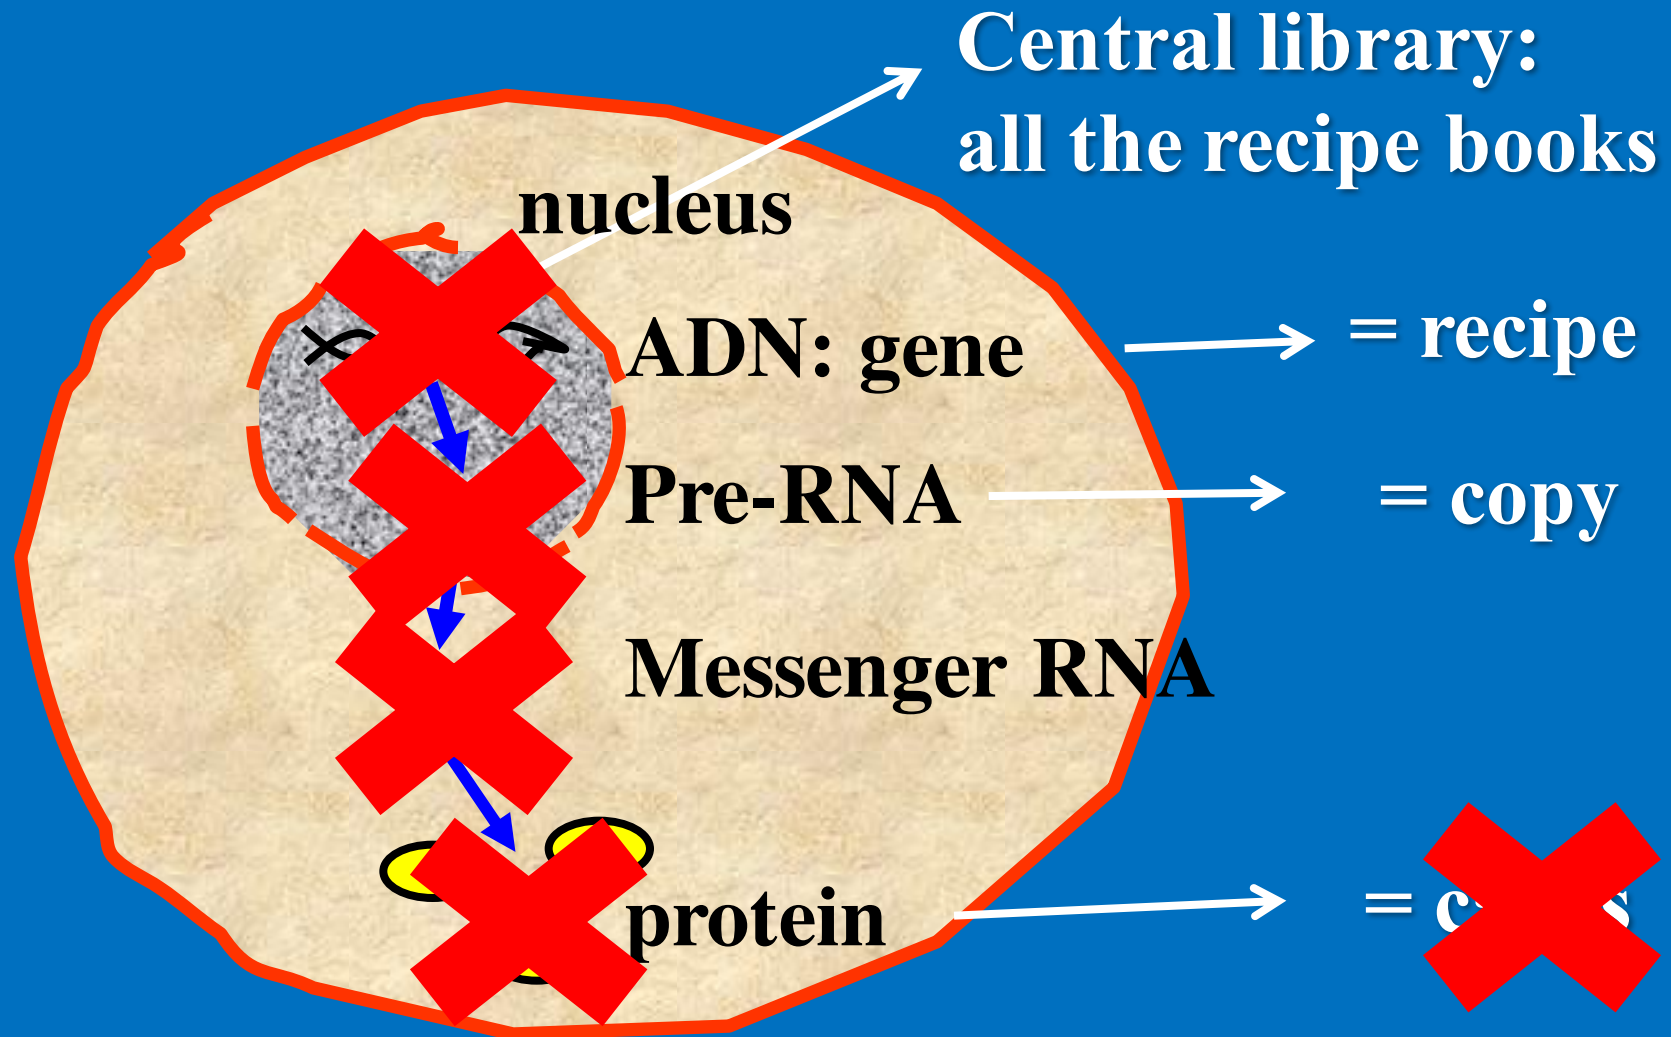 Central library:
all the recipe books
nucleus
ADN: gene
= recipe
Pre-RNA
= copy
Messenger RNA
protein
=